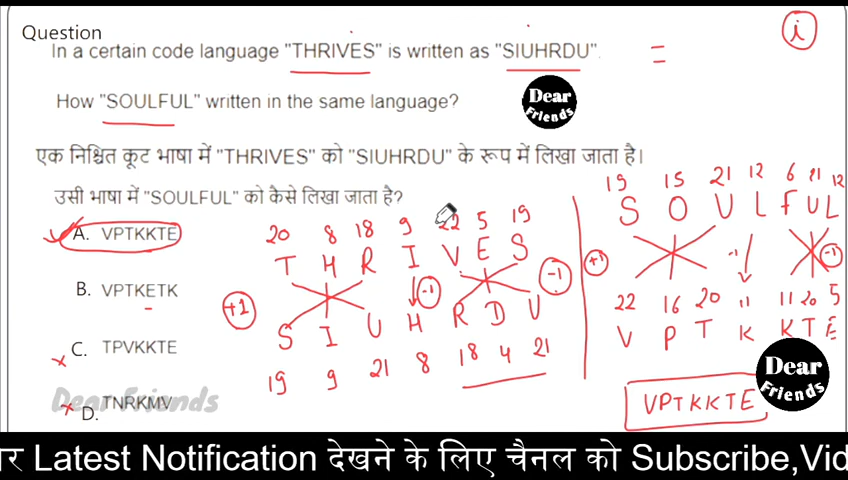 Question
In a certain code language "THRIVES" is written as "SIUHRDU". =
i
How "SOULFUL" written in the same language?
Dear Friends
एक निश्चित कूट भाषा में "THRIVES" को "SIUHRDU" के रूप में लिखा जाता है।
उसी भाषा में "SOULFUL" को कैसे लिखा जाता है?
A. VPTKKTE
B. VPTKETK
C. TPVKKTE
D. TNRKMV
Dear Friends
20 8 18 9 22 5 19
T H R I V E S
+1 -1 -1
S I U H R D U
19 9 21 8 18 4 21
19 15 21 12 6 21 12
S O U L F U L
+1 -1 -1
22 16 20 11 11 20 5
V P T K K T E
Dear Friends
VPTKKTE
र Latest Notification देखने के लिए चैनल को Subscribe,Vid